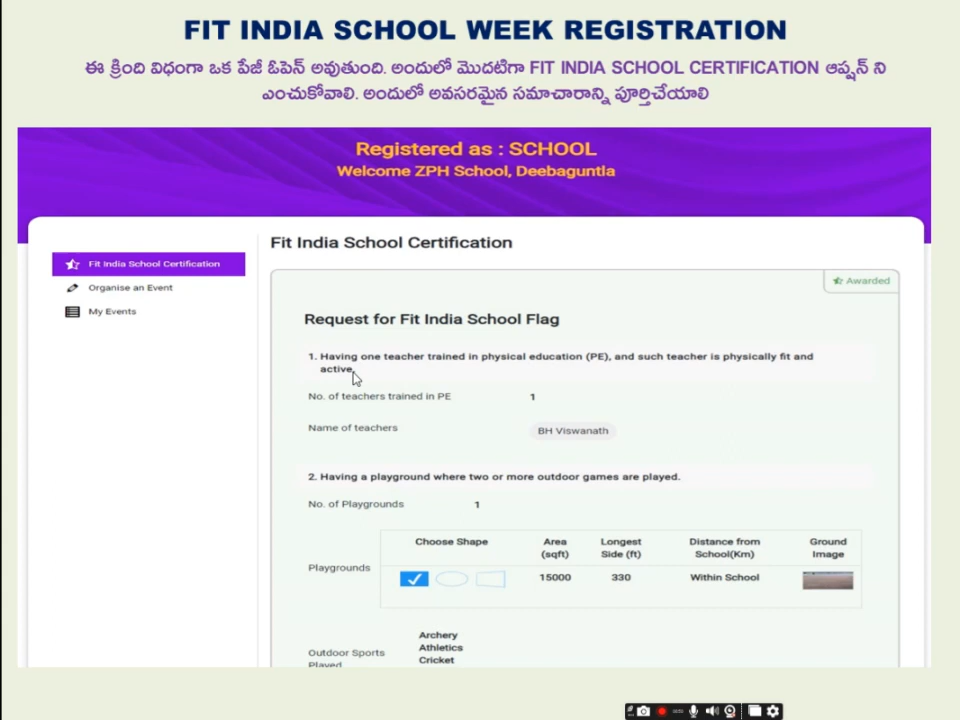 FIT INDIA SCHOOL WEEK REGISTRATION
ఈ క్రింది విధంగా ఒక పేజీ ఓపెన్ అవుతుంది. అందులో మొదటిగా FIT INDIA SCHOOL CERTIFICATION ఆప్షన్ ని
ఎంచుకోవాలి. అందులో అవసరమైన సమాచారాన్ని పూర్తిచేయాలి
Registered as : SCHOOL
Welcome ZPH School, Deebaguntla
Fit India School Certification
Organise an Event
My Events
Fit India School Certification
Awarded
Request for Fit India School Flag
1. Having one teacher trained in physical education (PE), and such teacher is physically fit and
active.
No. of teachers trained in PE 1
Name of teachers BH Viswanath
2. Having a playground where two or more outdoor games are played.
No. of Playgrounds 1
Choose Shape Area (sqft) Longest Side (ft) Distance from School(Km) Ground Image
Playgrounds 15000 330 Within School
Outdoor Sports Played
Archery
Athletics
Cricket